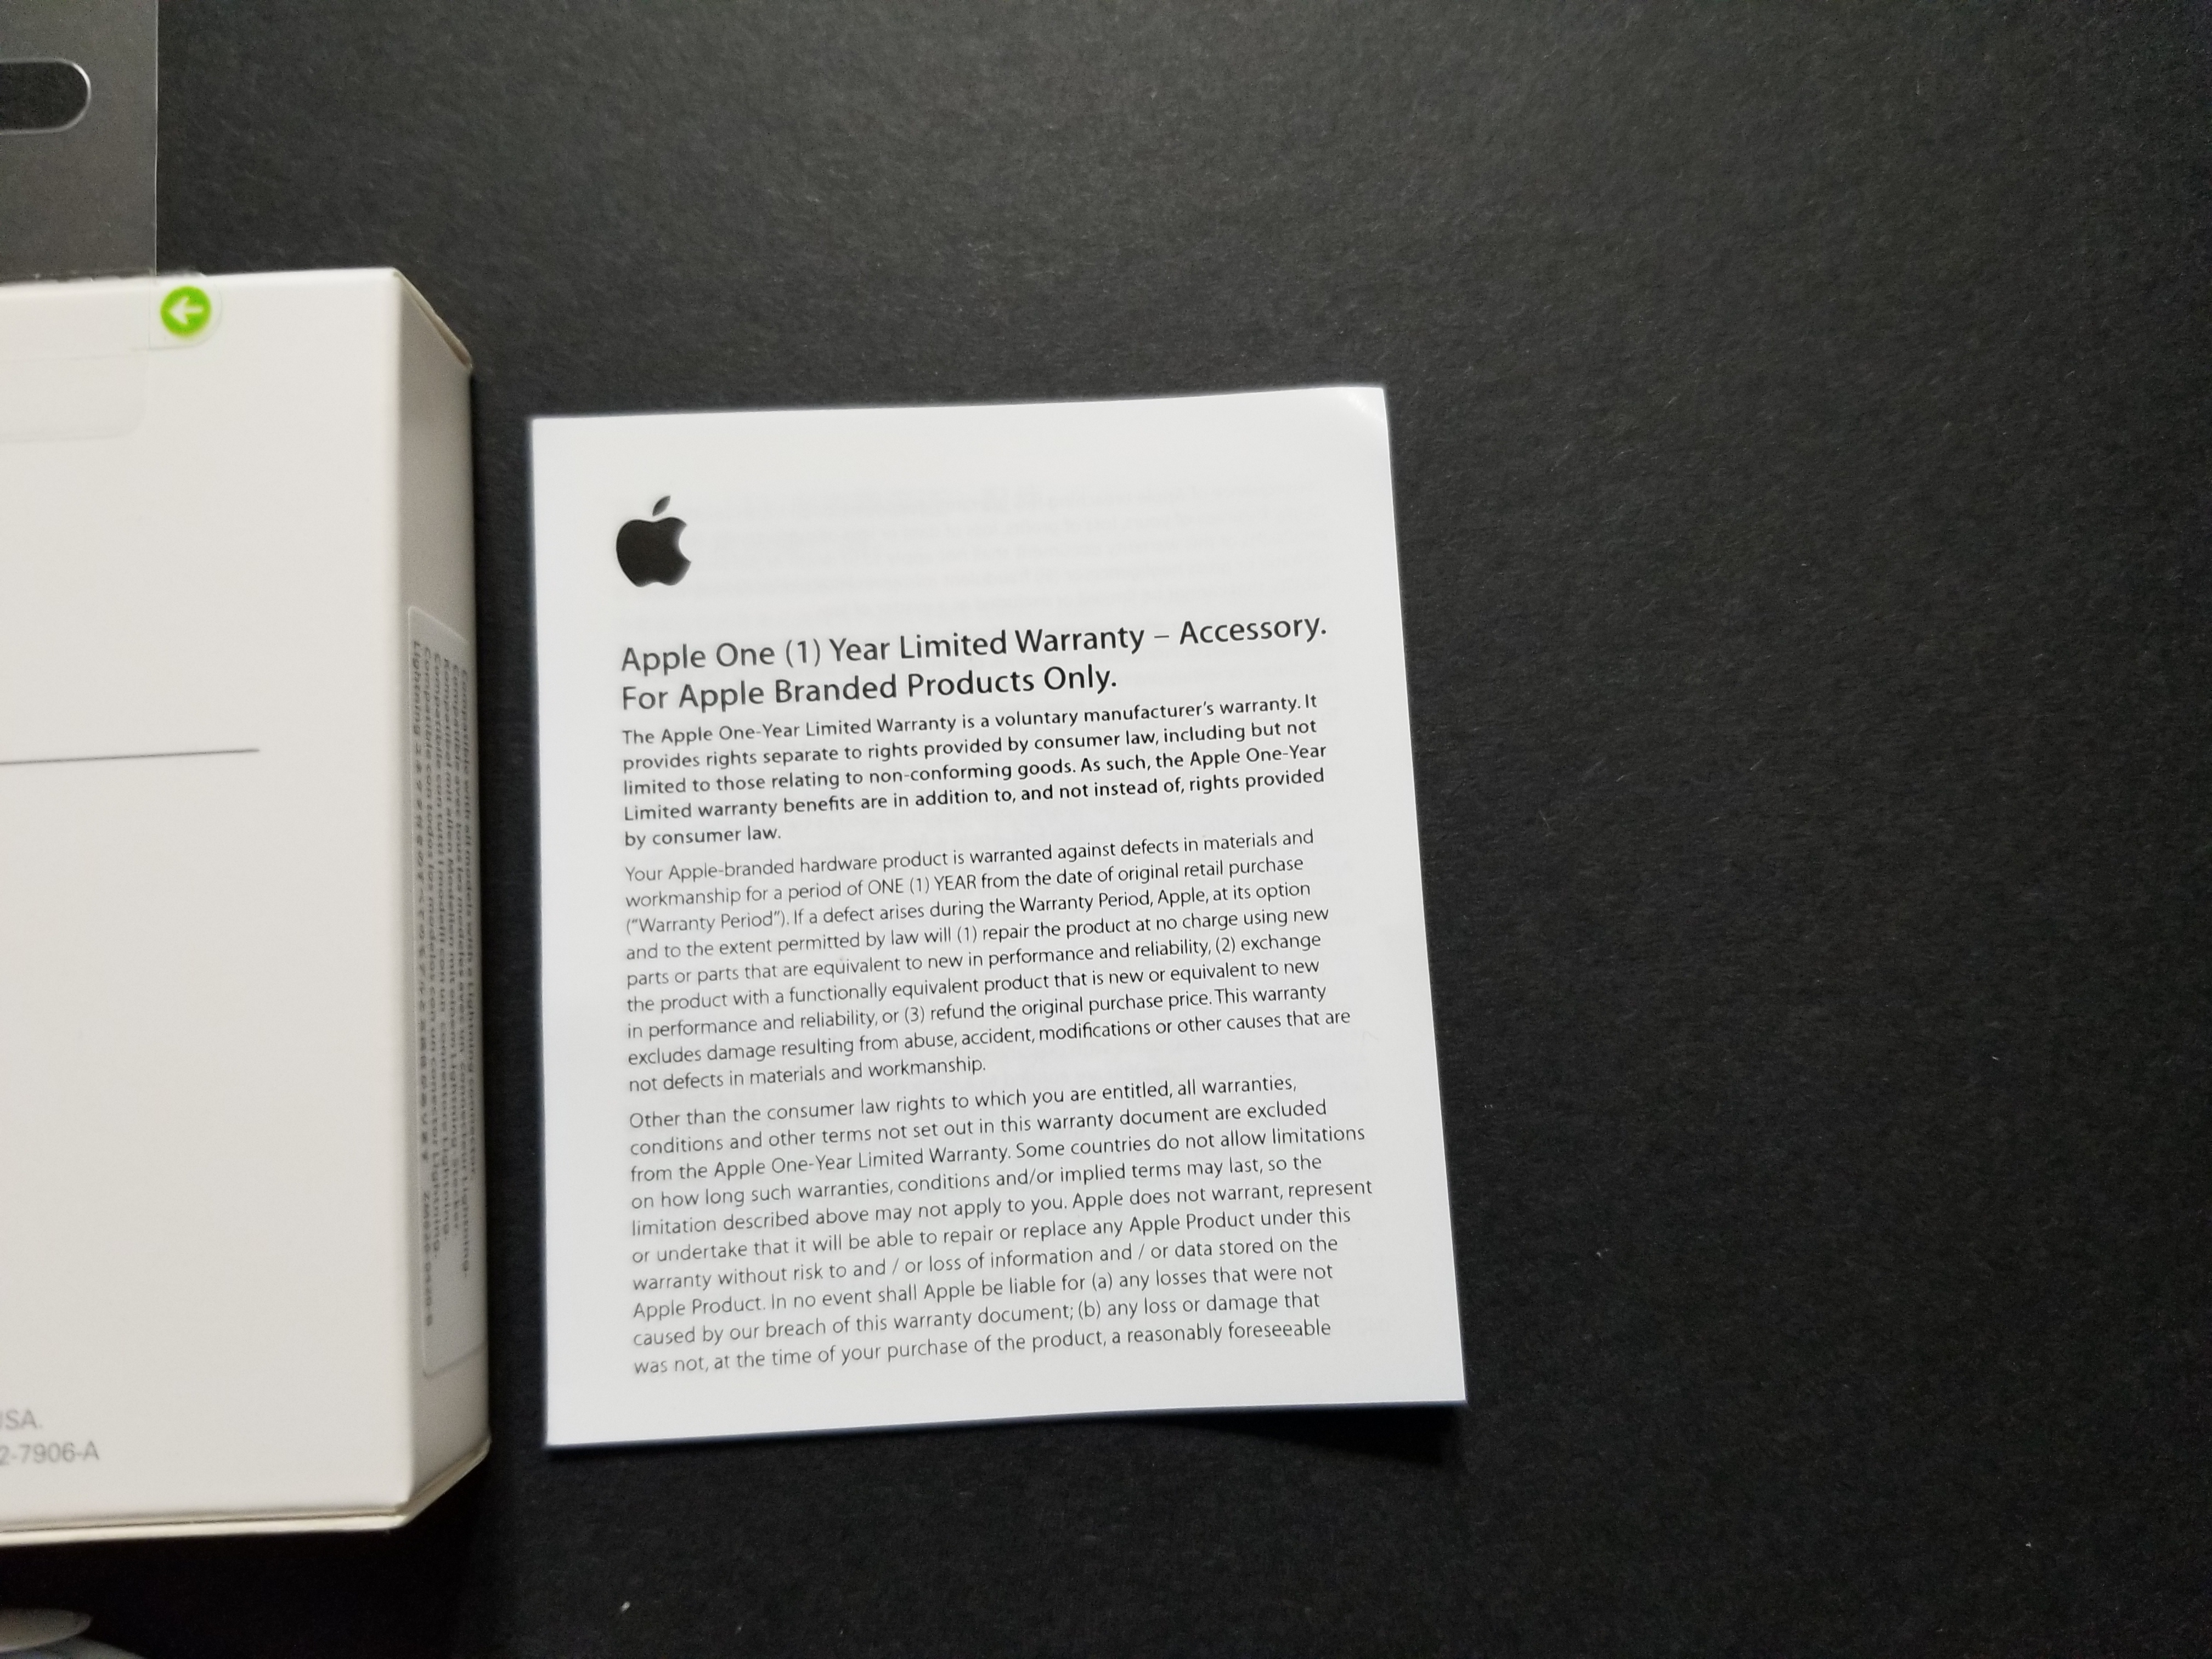 Apple One (1) Year Limited Warranty – Accessory.
For Apple Branded Products Only.
The Apple One-Year Limited Warranty is a voluntary manufacturer's warranty. It
provides rights separate to rights provided by consumer law, including but not
limited to those relating to non-conforming goods. As such, the Apple One-Year
Limited warranty benefits are in addition to, and not instead of, rights provided
by consumer law.
Your Apple-branded hardware product is warranted against defects in materials and
workmanship for a period of ONE (1) YEAR from the date of original retail purchase
("Warranty Period"). If a defect arises during the Warranty Period, Apple, at its option
and to the extent permitted by law will (1) repair the product at no charge using new
parts or parts that are equivalent to new in performance and reliability, (2) exchange
the product with a functionally equivalent product that is new or equivalent to new
in performance and reliability, or (3) refund the original purchase price. This warranty
excludes damage resulting from abuse, accident, modifications or other causes that are
not defects in materials and workmanship.
Other than the consumer law rights to which you are entitled, all warranties,
conditions and other terms not set out in this warranty document are excluded
from the Apple One-Year Limited Warranty. Some countries do not allow limitations
on how long such warranties, conditions and/or implied terms may last, so the
limitation described above may not apply to you. Apple does not warrant, represent
or undertake that it will be able to repair or replace any Apple Product under this
warranty without risk to and / or loss of information and / or data stored on the
Apple Product. In no event shall Apple be liable for (a) any losses that were not
caused by our breach of this warranty document; (b) any loss or damage that
was not, at the time of your purchase of the product, a reasonably foreseeable
Compatible with all models with a Lightning connector.
2-7906-A